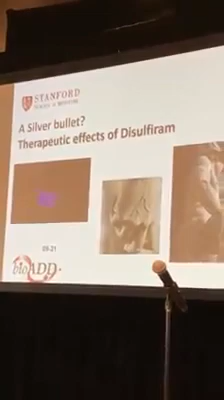 STANFORD
SCHOOL OF MEDICINE
A Silver bullet?
Therapeutic effects of Disulfiram
bioADD